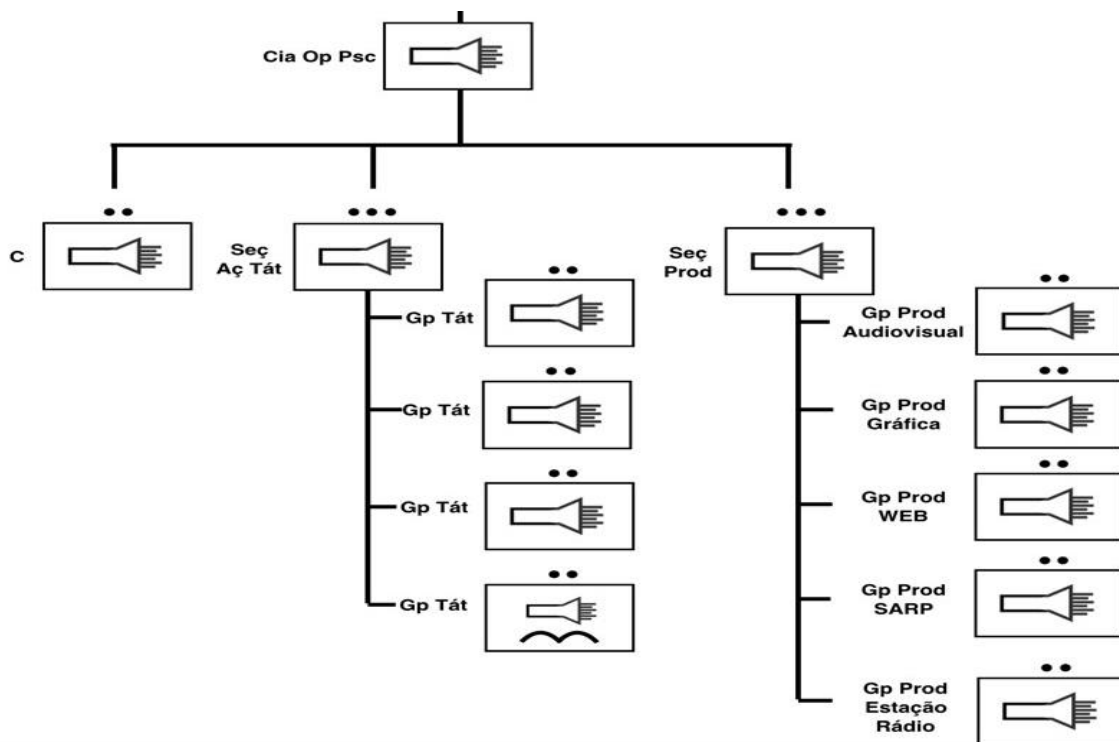 Cia Op Psc
C
Seç
Aç Tát
Gp Tát
Gp Tát
Gp Tát
Gp Tát
Seç
Prod
Gp Prod
Audiovisual
Gp Prod
Gráfica
Gp Prod
WEB
Gp Prod
SARP
Gp Prod
Estação
Rádio